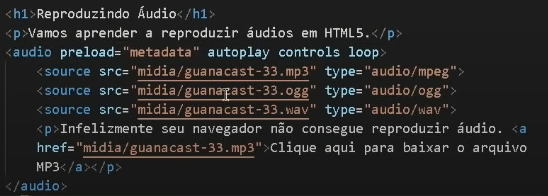 <h1>Reproduzindo Áudio</h1>
<p>Vamos aprender a reproduzir áudios em HTML5.</p>
<audio preload="metadata" autoplay controls loop>
<source src="midia/guanacast-33.mp3" type="audio/mpeg">
<source src="midia/guanacast-33.ogg" type="audio/ogg">
<source src="midia/guanacast-33.wav" type="audio/wav">
<p>Infelizmente seu navegador não consegue reproduzir áudio. <a
href="midia/guanacast-33.mp3">Clique aqui para baixar o arquivo
MP3</a></p>
</audio>